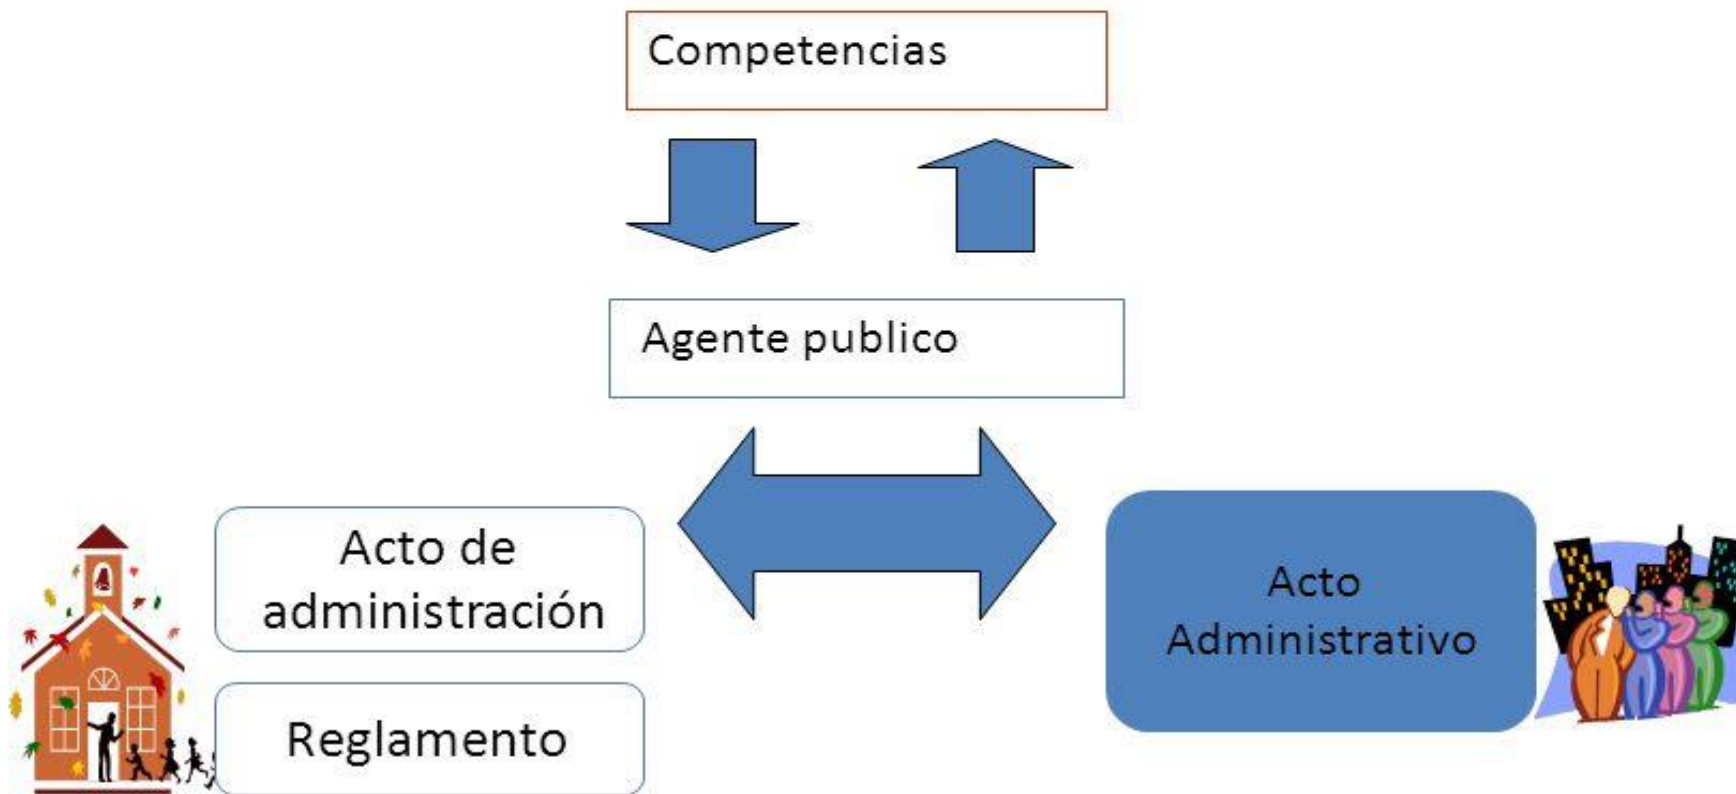 Competencias
Agente publico
Acto de
administración
Reglamento
Acto
Administrativo